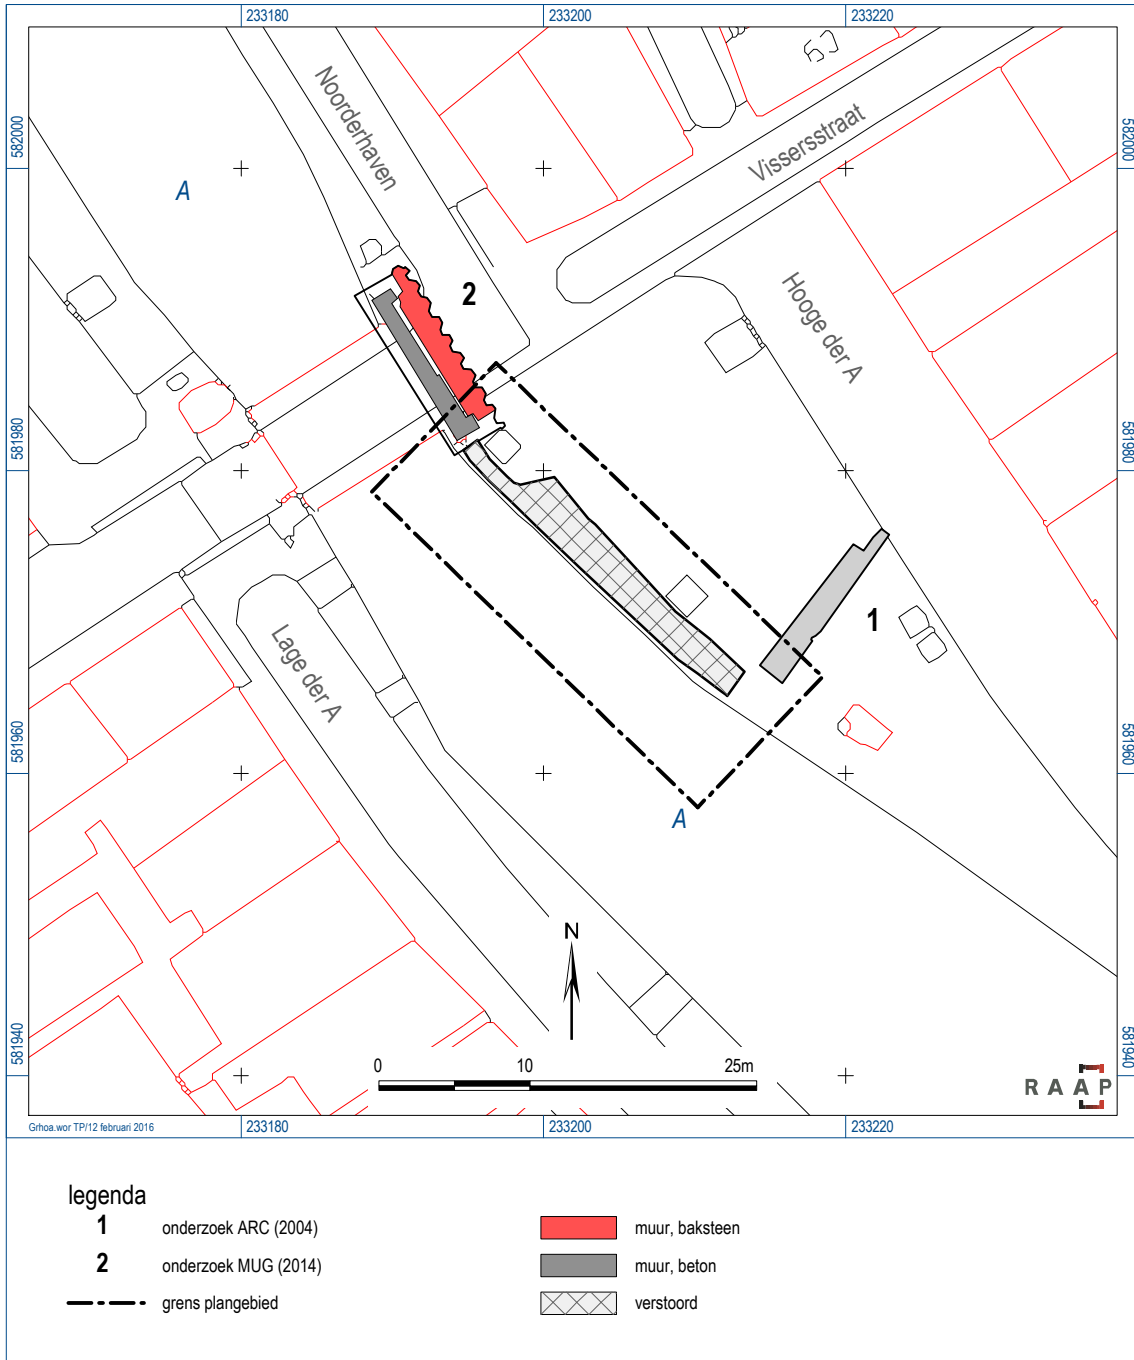 233180
233200
233220
582000
582000
Noorderhaven
Vissersstraat
A
2
Hooge der A
581980
581980
1
Lage der A
581960
581960
A
N
0
10
25m
581940
581940
RAAP
Grhoa.wor TP/12 februari 2016
233180
233200
233220
legenda
1 onderzoek ARC (2004)
2 onderzoek MUG (2014)
grens plangebied
muur, baksteen
muur, beton
verstoord